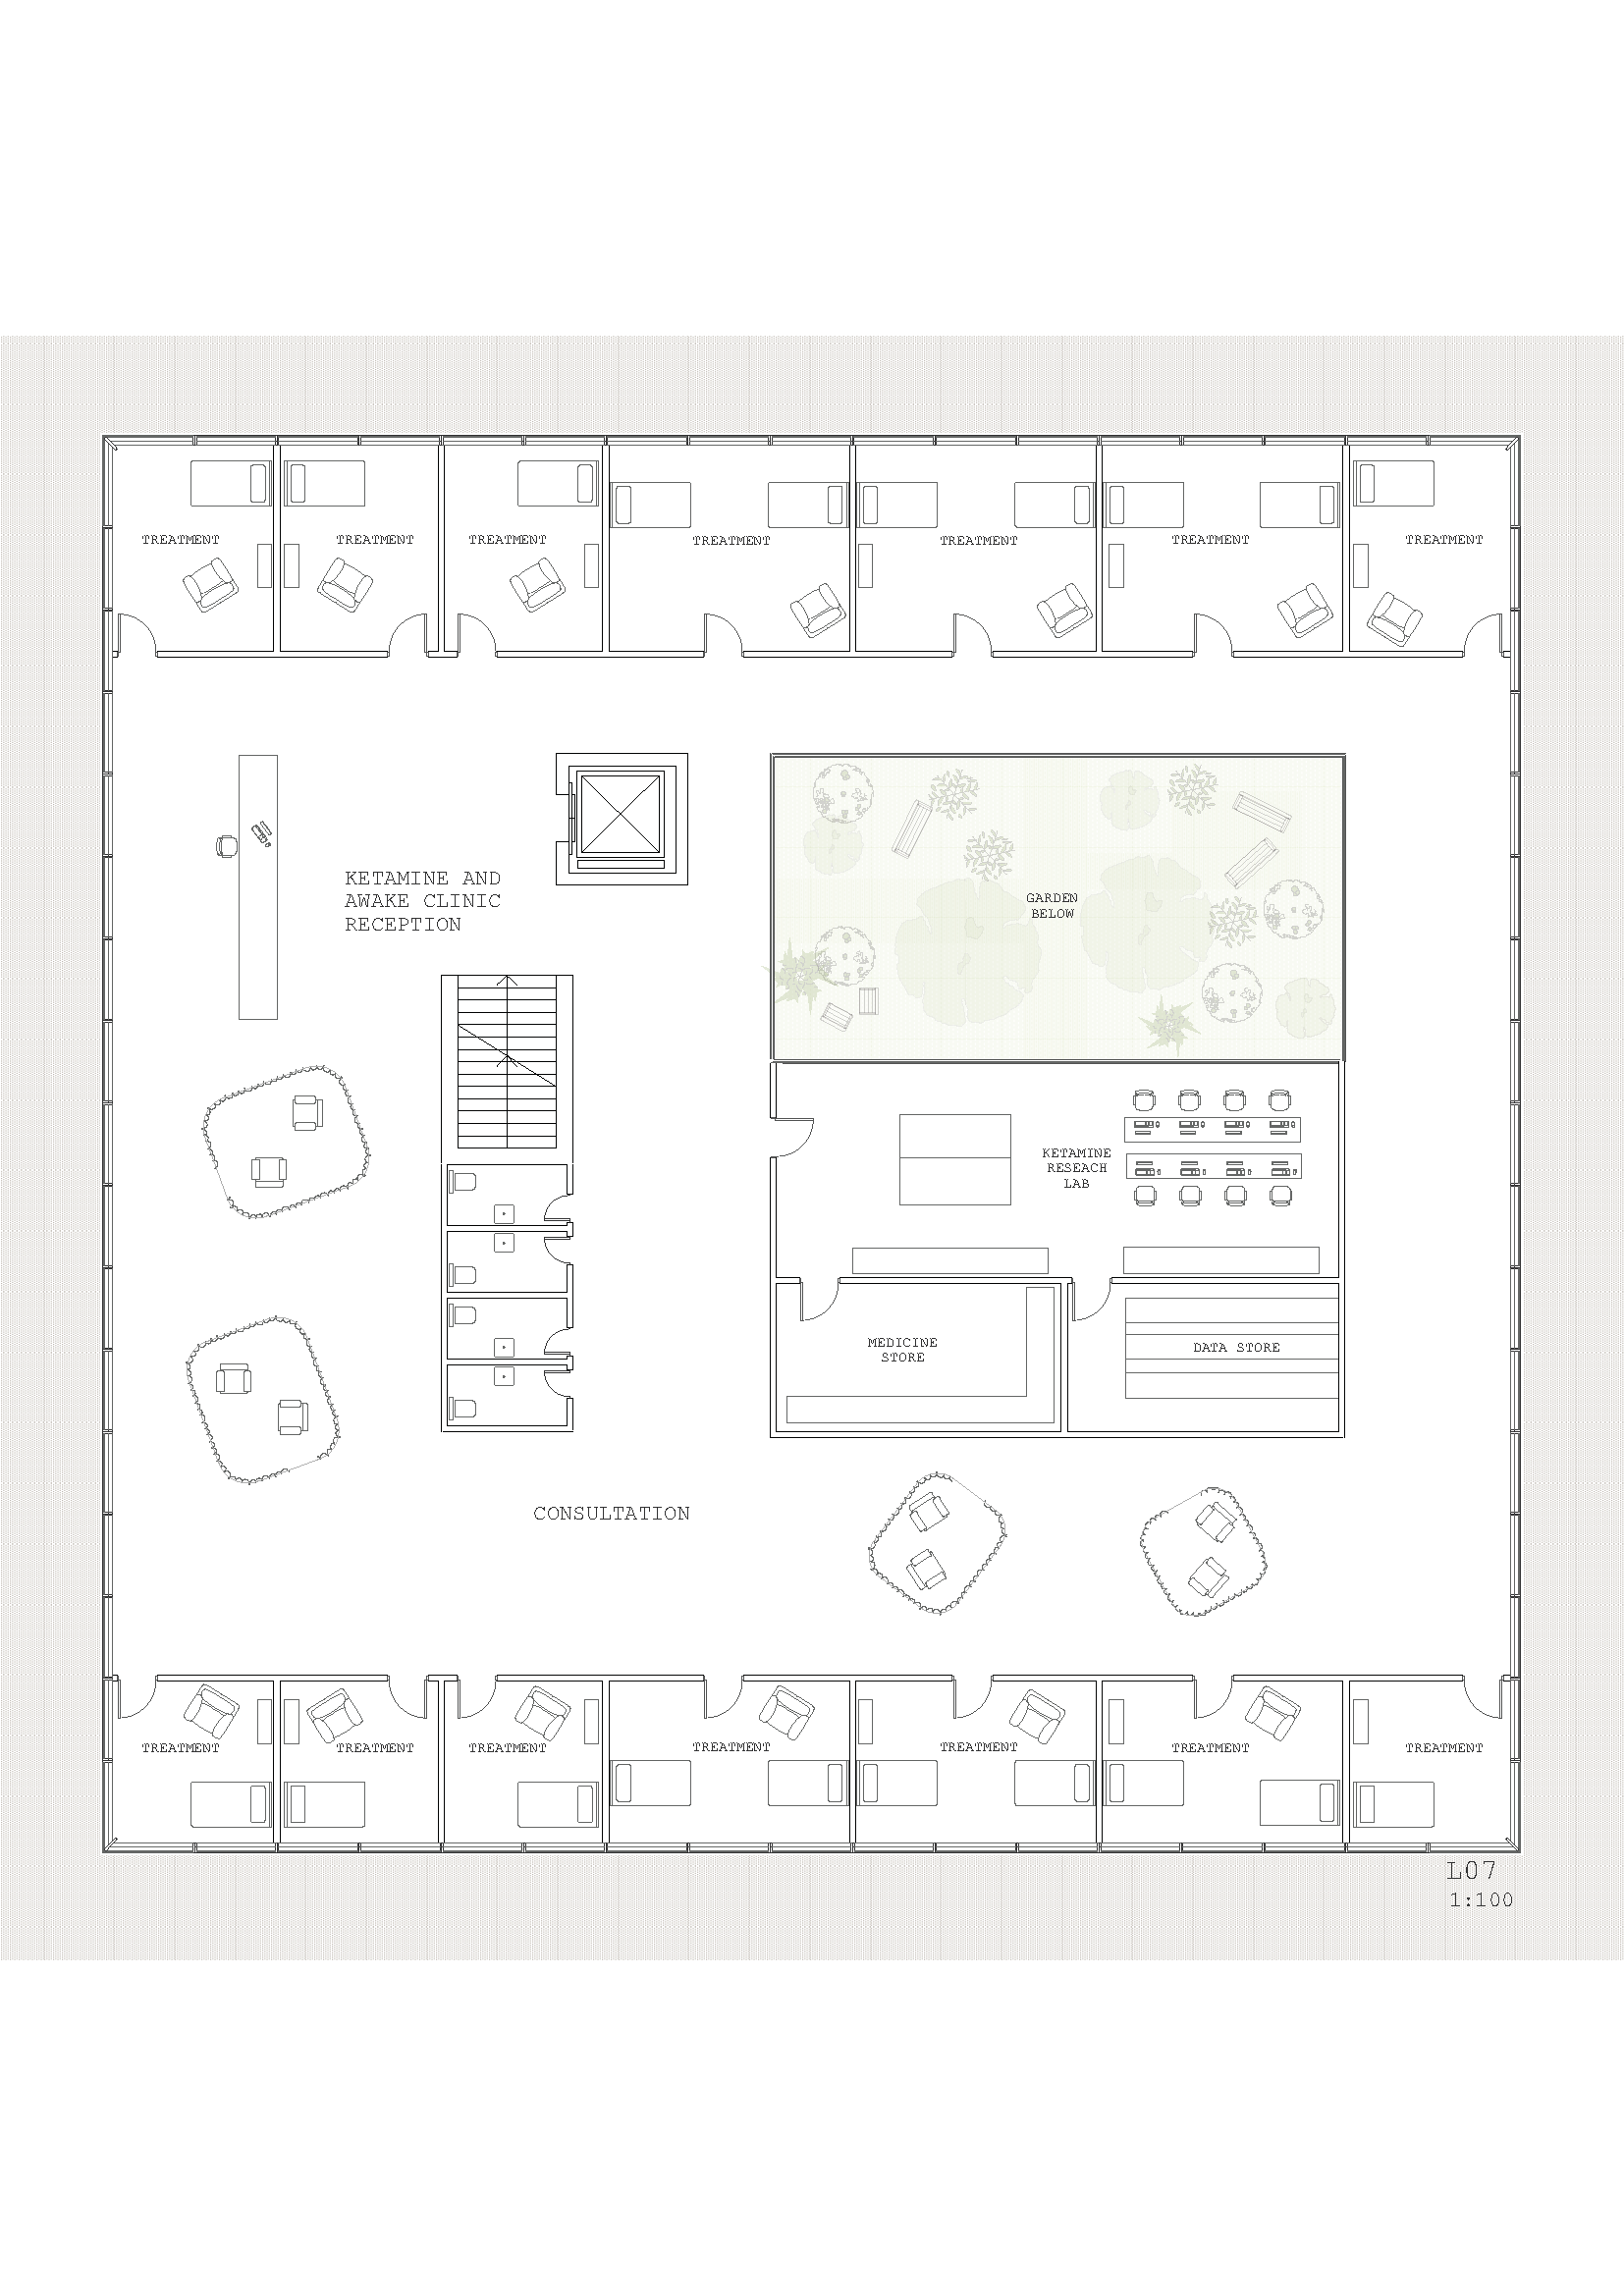 TREATMENT
TREATMENT
TREATMENT
TREATMENT
TREATMENT
TREATMENT
TREATMENT
KETAMINE AND
AWAKE CLINIC
RECEPTION
GARDEN
BELOW
KETAMINE
RESEACH
LAB
MEDICINE
STORE
DATA STORE
CONSULTATION
TREATMENT
TREATMENT
TREATMENT
TREATMENT
TREATMENT
TREATMENT
TREATMENT
L07
1:100